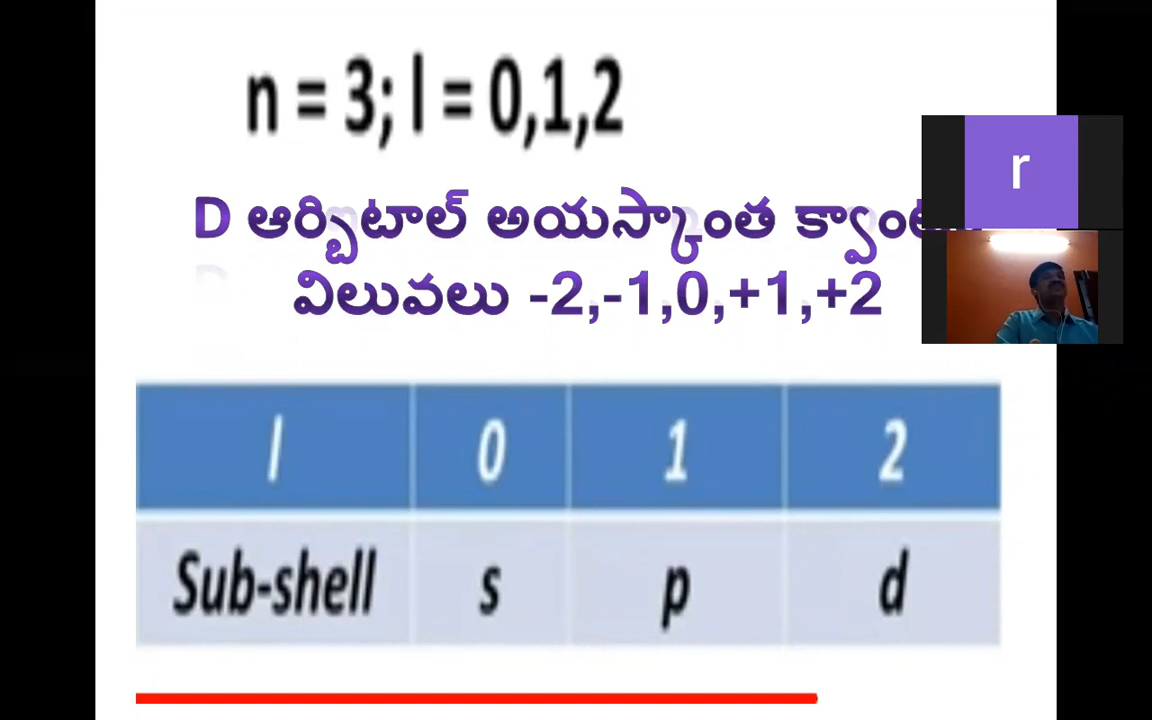 n = 3; l = 0,1,2
D ఆర్బిటాల్ అయస్కాంత
విలువలు -2,-1,0,+1,+2
r
l 0 1 2
Sub-shell s p d